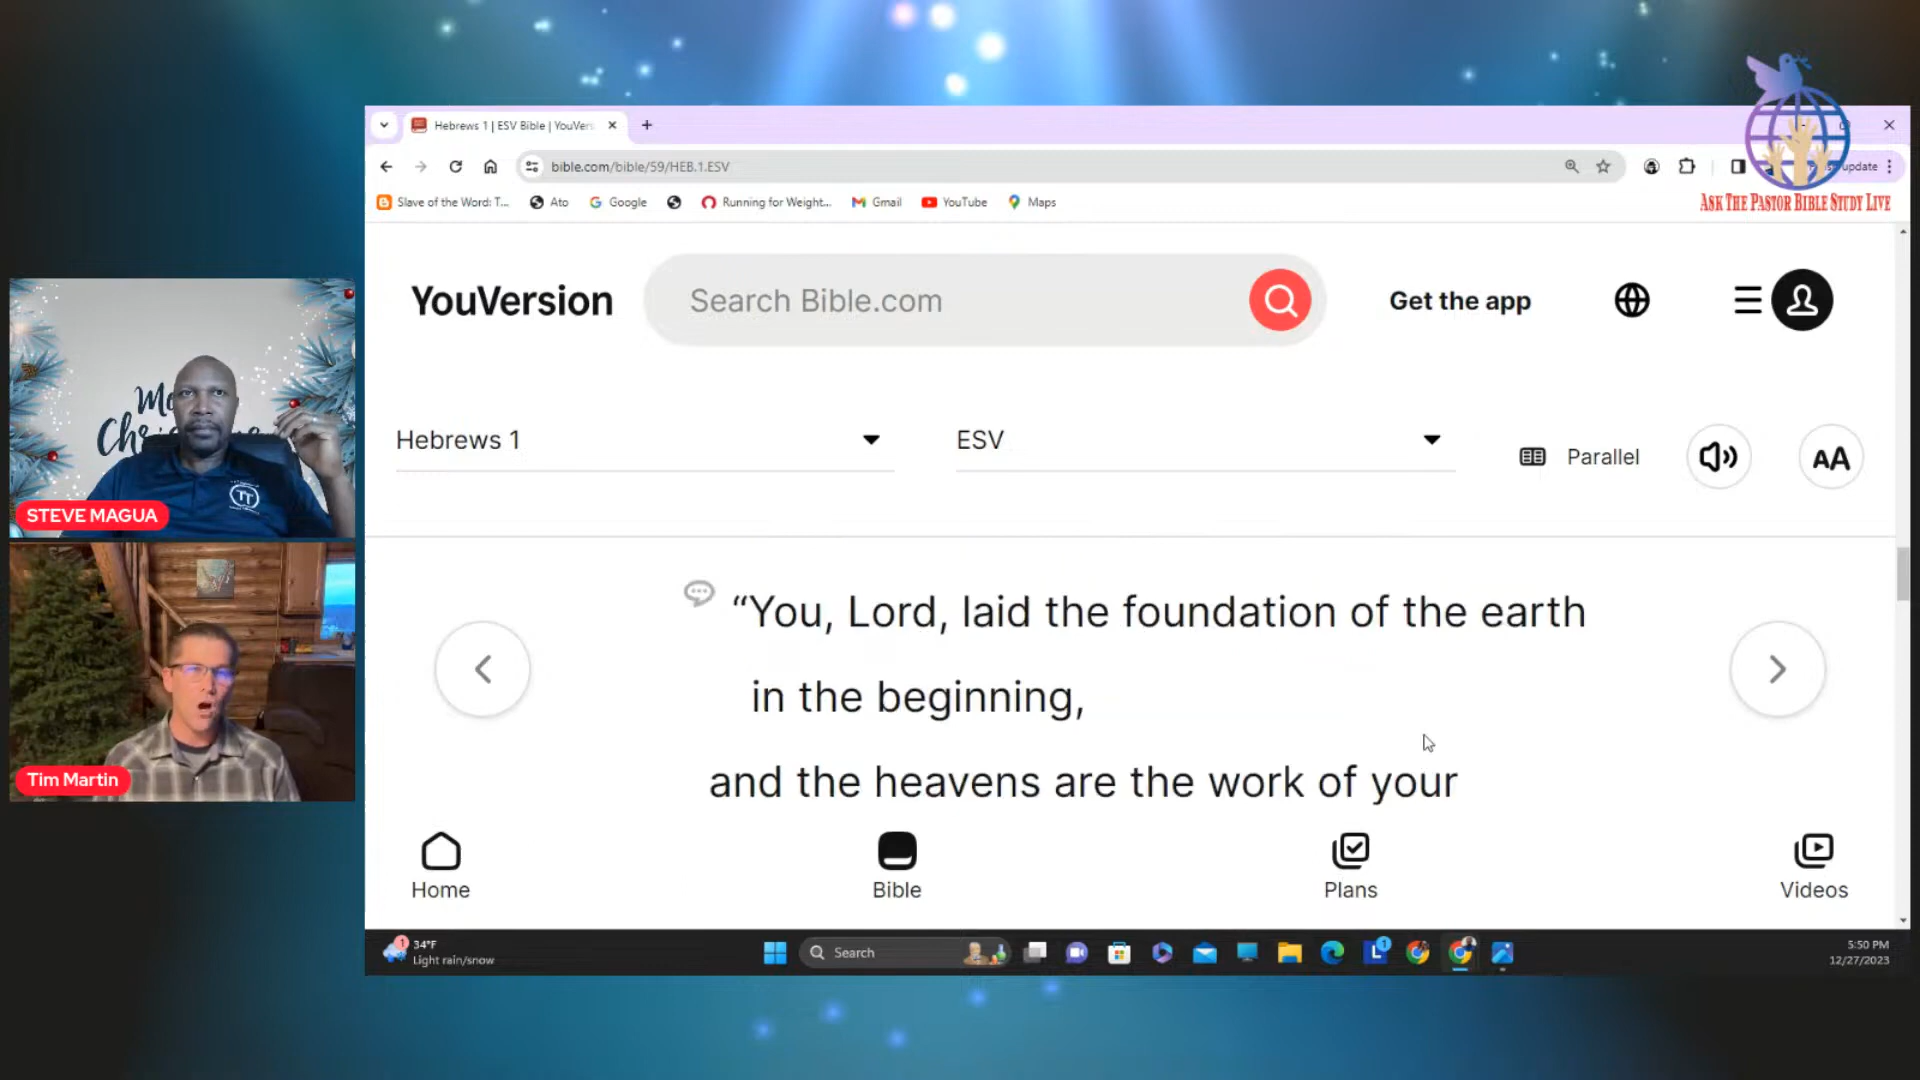 Hebrews 1 | ESV Bible | YouVers
bible.com/bible/59/HEB.1.ESV
update
Slave of the Word: T...
Ato
Google
Running for Weight...
Gmail
YouTube
Maps
ASK THE PASTOR BIBLE STUDY LIVE
YouVersion
Search Bible.com
Get the app
Hebrews 1
ESV
Parallel
AA
STEVE MAGUA
TT
Tim Martin
“You, Lord, laid the foundation of the earth
in the beginning,
and the heavens are the work of your
Home
Bible
Plans
Videos
1
34°F
Light rain/snow
Search
L
1
5:50 PM
12/27/2023